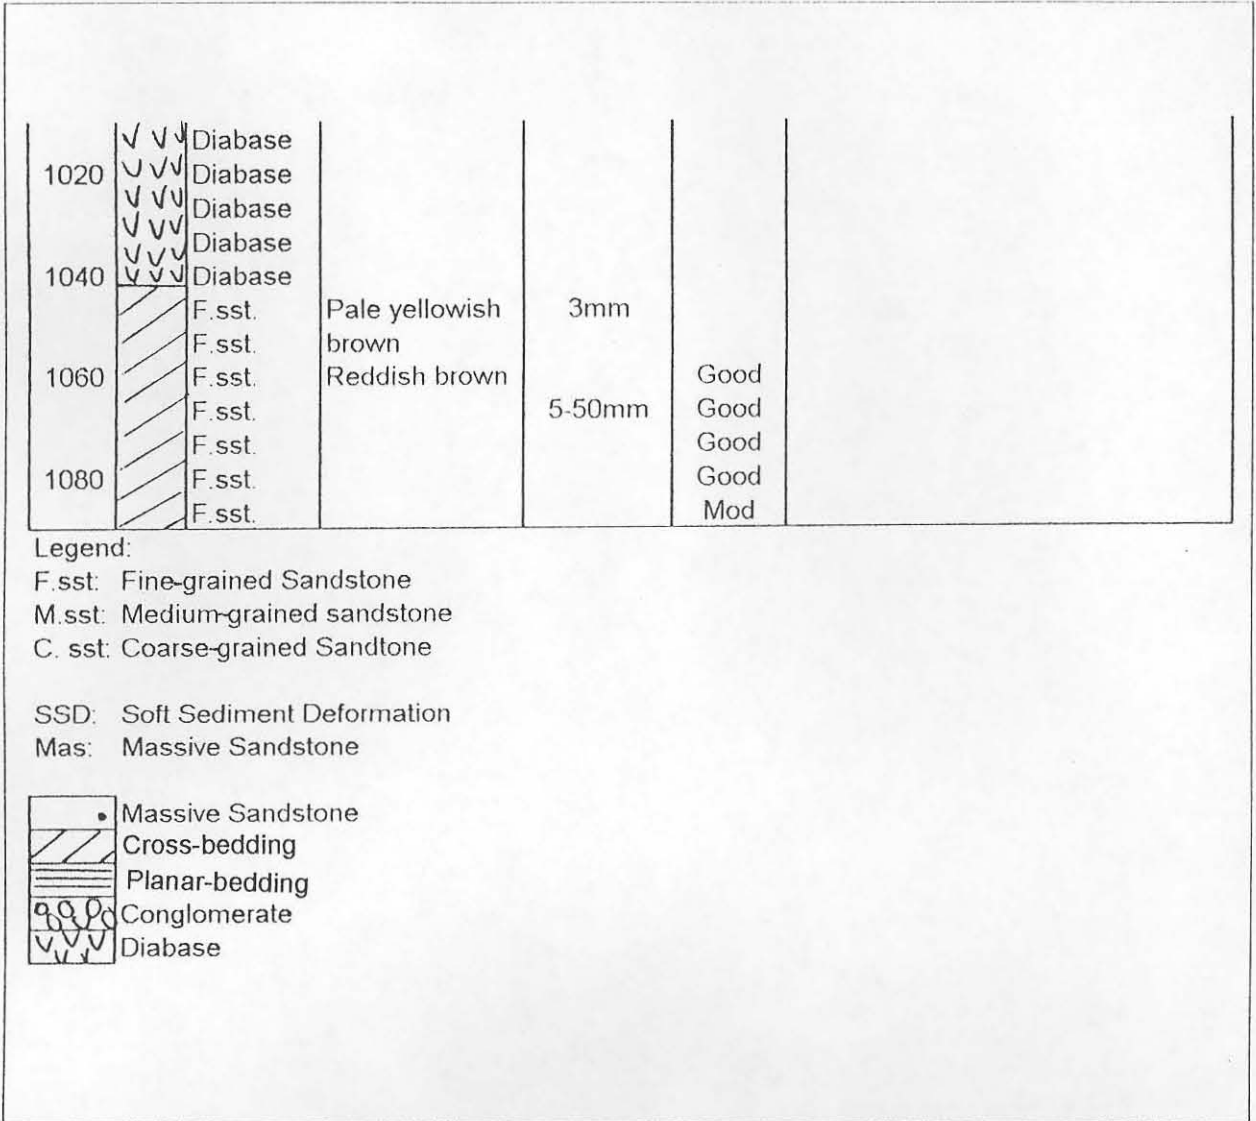 Diabase
1020 Diabase
Diabase
Diabase
1040 Diabase
F.sst. Pale yellowish 3mm
F.sst. brown
1060 F.sst. Reddish brown Good
F.sst. 5-50mm Good
F.sst. Good
1080 F.sst. Good
F.sst. Mod
Legend:
F.sst: Fine-grained Sandstone
M.sst: Medium-grained sandstone
C. sst: Coarse-grained Sandtone
SSD: Soft Sediment Deformation
Mas: Massive Sandstone
Massive Sandstone
Cross-bedding
Planar-bedding
Conglomerate
Diabase